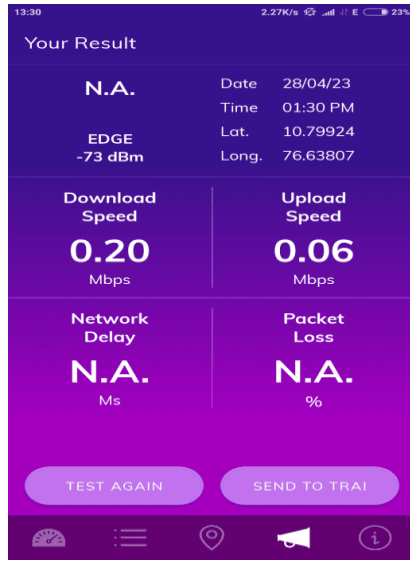 13:30 2.27K/s E 23%
Your Result
N.A.
EDGE
-73 dBm
Date 28/04/23
Time 01:30 PM
Lat. 10.79924
Long. 76.63807
Download
Speed
0.20
Mbps
Upload
Speed
0.06
Mbps
Network
Delay
N.A.
Ms
Packet
Loss
N.A.
%
TEST AGAIN
SEND TO TRAI